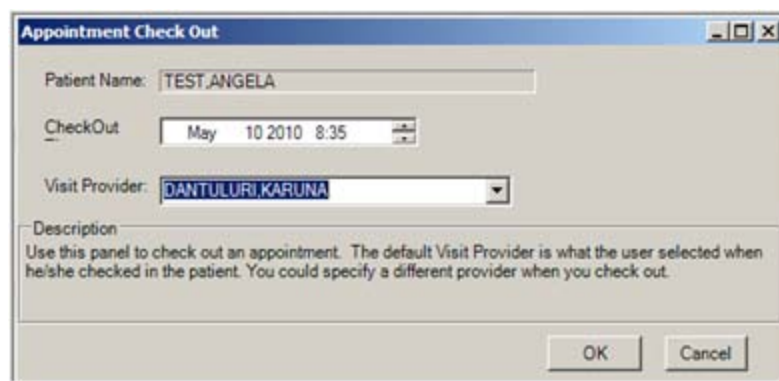 Appointment Check Out
Patient Name: TEST,ANGELA
CheckOut May 10 2010 8:35
Visit Provider: DANTULURI,KARUNA
Description
Use this panel to check out an appointment. The default Visit Provider is what the user selected when
he/she checked in the patient. You could specify a different provider when you check out.
OK Cancel